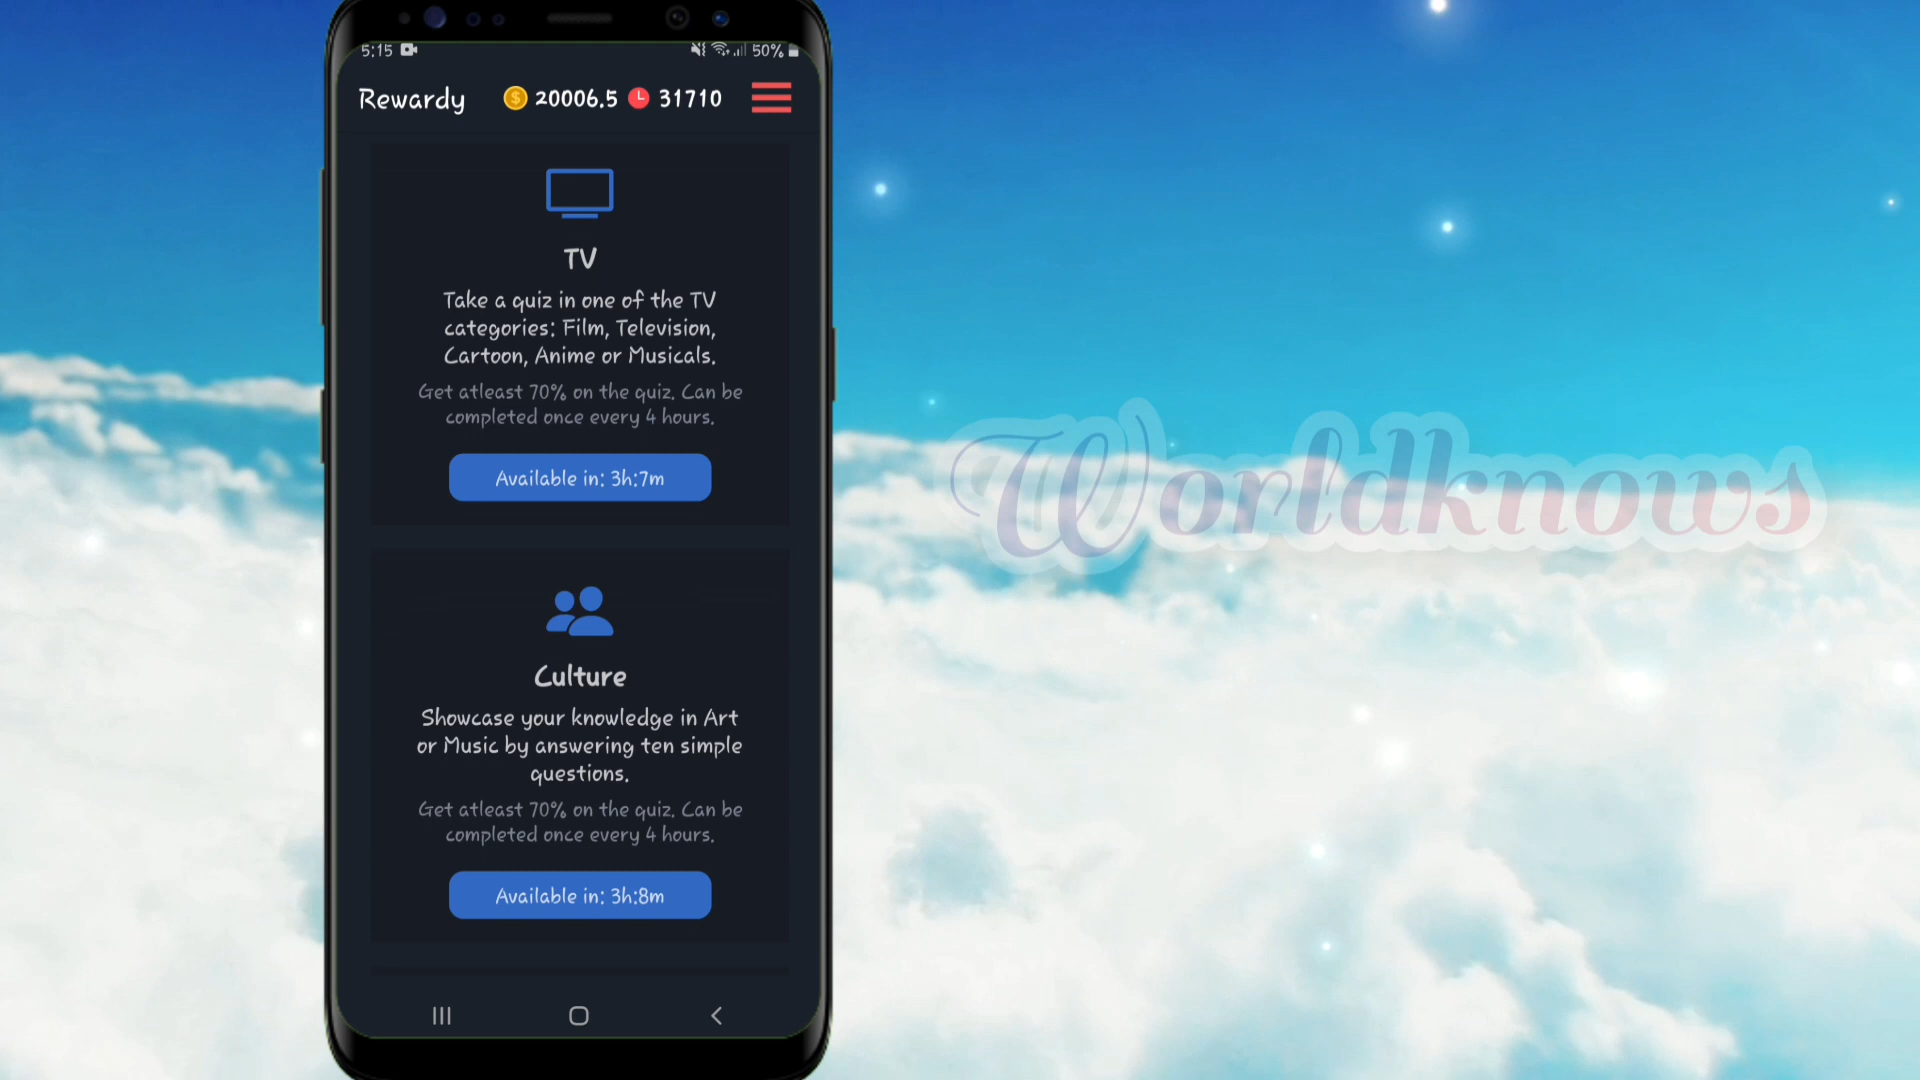 5:15
50%
Rewardy
20006.5
31710
TV
Take a quiz in one of the TV
categories: Film, Television,
Cartoon, Anime or Musicals.
Get atleast 70% on the quiz. Can be
completed once every 4 hours.
Available in: 3h:7m
Culture
Showcase your knowledge in Art
or Music by answering ten simple
questions.
Get atleast 70% on the quiz. Can be
completed once every 4 hours.
Available in: 3h:8m
Worldknows